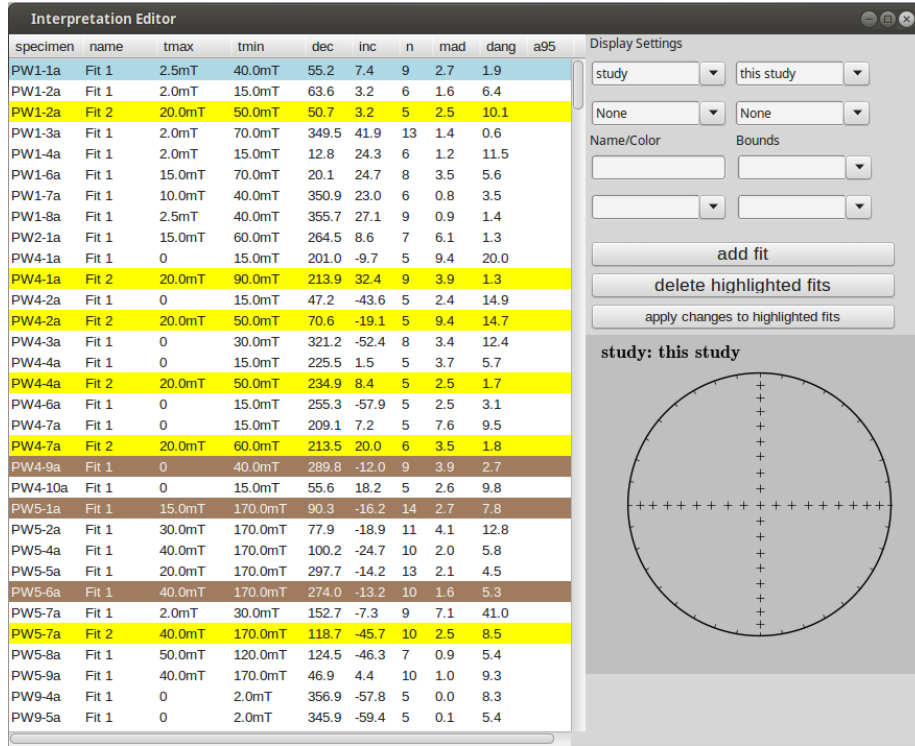 Interpretation Editor
specimen name tmax tmin dec inc n mad dang a95
PW1-1a Fit 1 2.5mT 40.0mT 55.2 7.4 9 2.7 1.9
PW1-2a Fit 1 2.0mT 15.0mT 63.6 3.2 6 1.6 6.4
PW1-2a Fit 2 20.0mT 50.0mT 50.7 3.2 5 2.5 10.1
PW1-3a Fit 1 2.0mT 70.0mT 349.5 41.9 13 1.4 0.6
PW1-4a Fit 1 2.0mT 15.0mT 12.8 24.3 6 1.2 11.5
PW1-6a Fit 1 15.0mT 70.0mT 20.1 24.7 8 3.5 5.6
PW1-7a Fit 1 10.0mT 40.0mT 350.9 23.0 6 0.8 3.5
PW1-8a Fit 1 2.5mT 40.0mT 355.7 27.1 9 0.9 1.4
PW2-1a Fit 1 15.0mT 60.0mT 264.5 8.6 7 6.1 1.3
PW4-1a Fit 1 0 15.0mT 201.0 -9.7 5 9.4 20.0
PW4-1a Fit 2 20.0mT 90.0mT 213.9 32.4 9 3.9 1.3
PW4-2a Fit 1 0 15.0mT 47.2 -43.6 5 2.4 14.9
PW4-2a Fit 2 20.0mT 50.0mT 70.6 -19.1 5 9.4 14.7
PW4-3a Fit 1 0 30.0mT 321.2 -52.4 8 3.4 12.4
PW4-4a Fit 1 0 15.0mT 225.5 1.5 5 3.7 5.7
PW4-4a Fit 2 20.0mT 50.0mT 234.9 8.4 5 2.5 1.7
PW4-6a Fit 1 0 15.0mT 255.3 -57.9 5 2.5 3.1
PW4-7a Fit 1 0 15.0mT 209.1 7.2 5 7.6 9.5
PW4-7a Fit 2 20.0mT 60.0mT 213.5 20.0 6 3.5 1.8
PW4-9a Fit 1 0 40.0mT 289.8 -12.0 9 3.9 2.7
PW4-10a Fit 1 0 15.0mT 55.6 18.2 5 2.6 9.8
PW5-1a Fit 1 15.0mT 170.0mT 90.3 -16.2 14 2.7 7.8
PW5-2a Fit 1 30.0mT 170.0mT 77.9 -18.9 11 4.1 12.8
PW5-4a Fit 1 40.0mT 170.0mT 100.2 -24.7 10 2.0 5.8
PW5-5a Fit 1 20.0mT 170.0mT 297.7 -14.2 13 2.1 4.5
PW5-6a Fit 1 40.0mT 170.0mT 274.0 -13.2 10 1.6 5.3
PW5-7a Fit 1 2.0mT 30.0mT 152.7 -7.3 9 7.1 41.0
PW5-7a Fit 2 40.0mT 170.0mT 118.7 -45.7 10 2.5 8.5
PW5-8a Fit 1 50.0mT 120.0mT 124.5 -46.3 7 0.9 5.4
PW5-9a Fit 1 40.0mT 170.0mT 46.9 4.4 10 1.0 9.3
PW9-4a Fit 1 0 2.0mT 356.9 -57.8 5 0.0 8.3
PW9-5a Fit 1 0 2.0mT 345.9 -59.4 5 0.1 5.4
Display Settings
study this study
None None
Name/Color Bounds
add fit
delete highlighted fits
apply changes to highlighted fits
study: this study